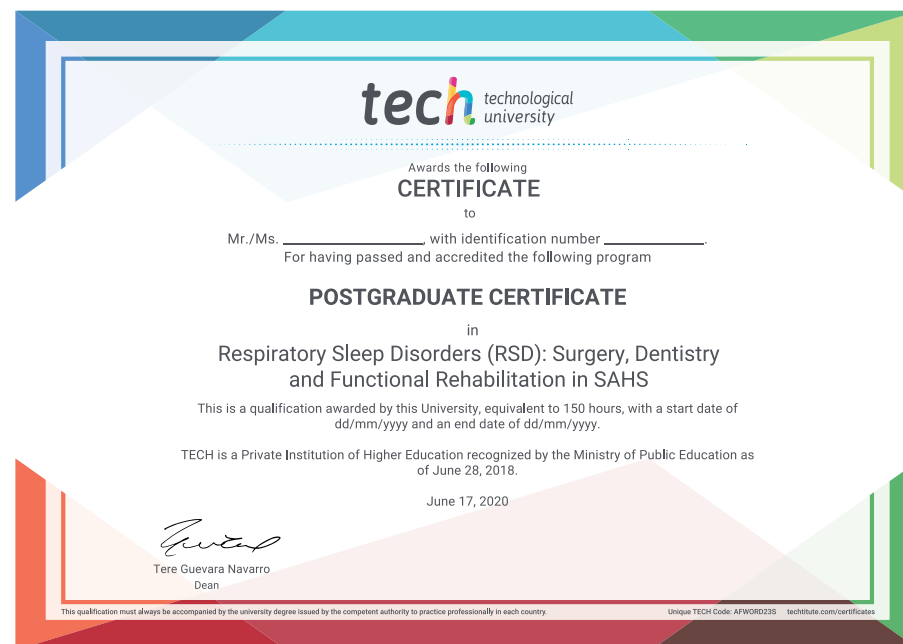 tech technological
university
Awards the following
CERTIFICATE
to
Mr./Ms. ____________________, with identification number ______________.
For having passed and accredited the following program
POSTGRADUATE CERTIFICATE
in
Respiratory Sleep Disorders (RSD): Surgery, Dentistry
and Functional Rehabilitation in SAHS
This is a qualification awarded by this University, equivalent to 150 hours, with a start date of
dd/mm/yyyy and an end date of dd/mm/yyyy.
TECH is a Private Institution of Higher Education recognized by the Ministry of Public Education as
of June 28, 2018.
June 17, 2020
Tere Guevara Navarro
Dean
This qualification must always be accompanied by the university degree issued by the competent authority to practice professionally in each country. Unique TECH Code: AFWORD23S techtitute.com/certificates